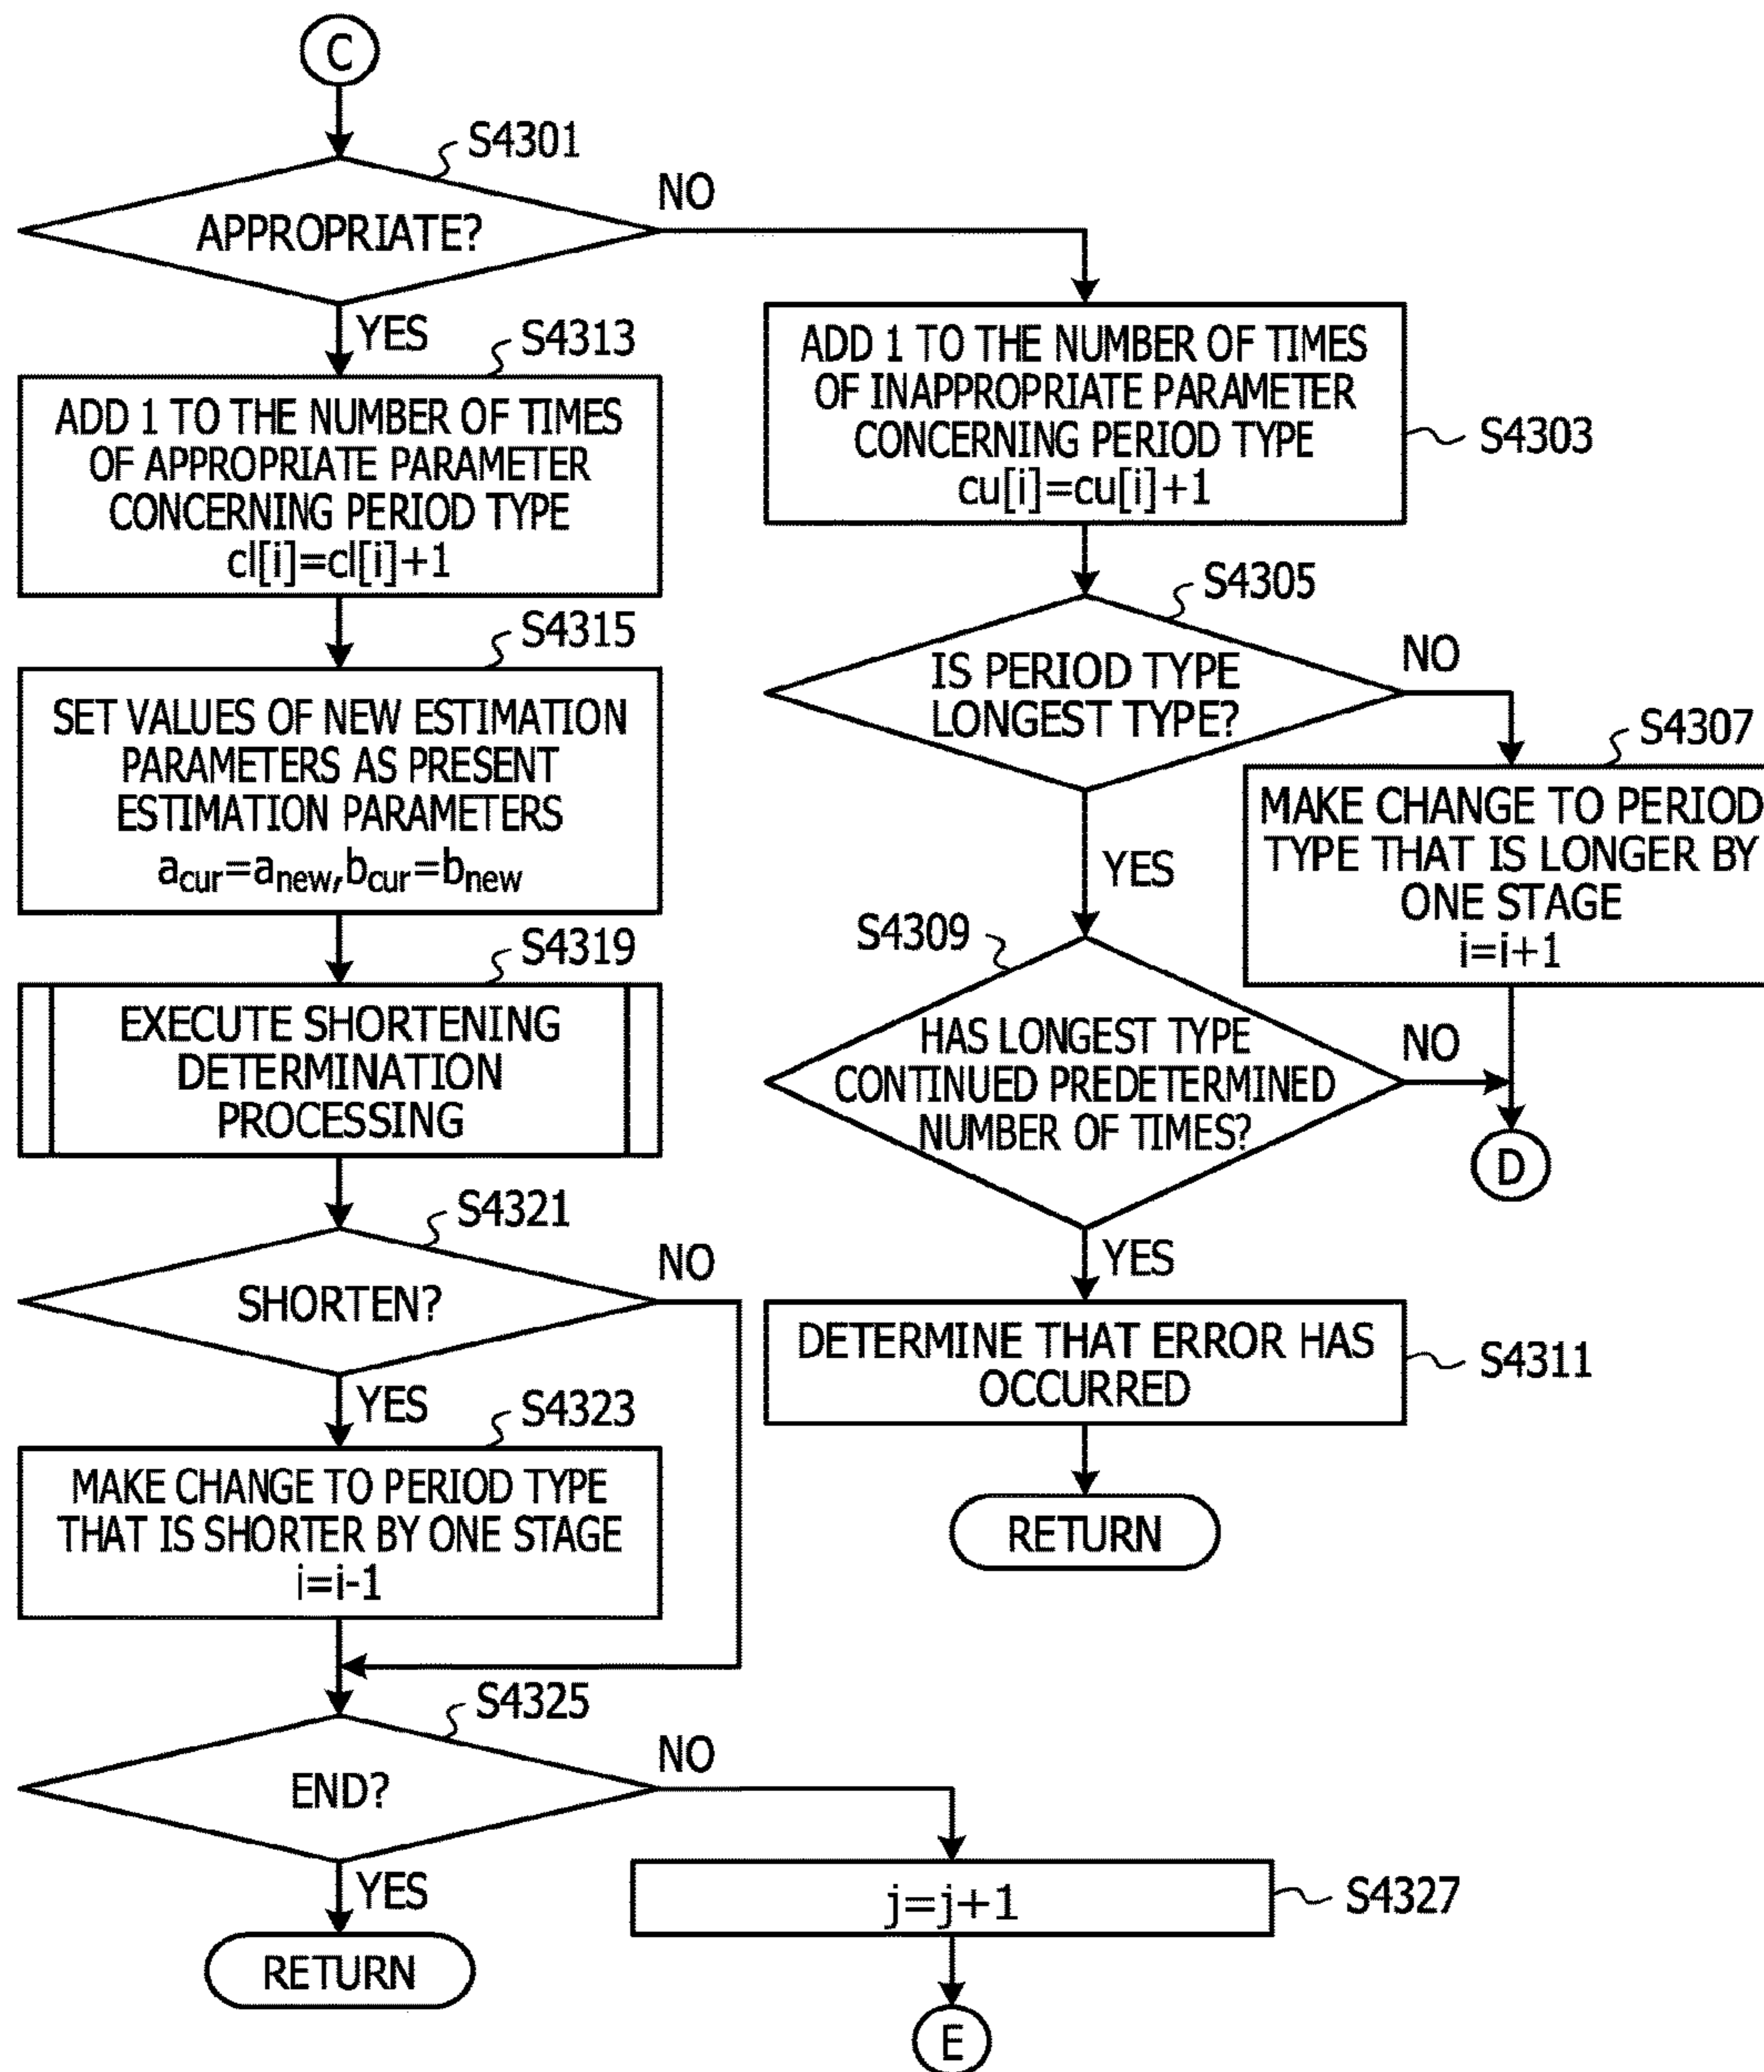 C
S4301
APPROPRIATE?
NO
YES
S4313
ADD 1 TO THE NUMBER OF TIMES
OF APPROPRIATE PARAMETER
CONCERNING PERIOD TYPE
cl[i]=cl[i]+1
S4315
SET VALUES OF NEW ESTIMATION
PARAMETERS AS PRESENT
ESTIMATION PARAMETERS
acur=anew,bcur=bnew
S4319
EXECUTE SHORTENING
DETERMINATION
PROCESSING
S4321
SHORTEN?
NO
YES
S4323
MAKE CHANGE TO PERIOD TYPE
THAT IS SHORTER BY ONE STAGE
i=i-1
S4325
END?
NO
YES
RETURN
j=j+1
S4327
E
ADD 1 TO THE NUMBER OF TIMES
OF INAPPROPRIATE PARAMETER
CONCERNING PERIOD TYPE
cu[i]=cu[i]+1
S4303
S4305
IS PERIOD TYPE
LONGEST TYPE?
NO
YES
S4307
MAKE CHANGE TO PERIOD
TYPE THAT IS LONGER BY
ONE STAGE
i=i+1
S4309
HAS LONGEST TYPE
CONTINUED PREDETERMINED
NUMBER OF TIMES?
NO
D
YES
DETERMINE THAT ERROR HAS
OCCURRED
S4311
RETURN